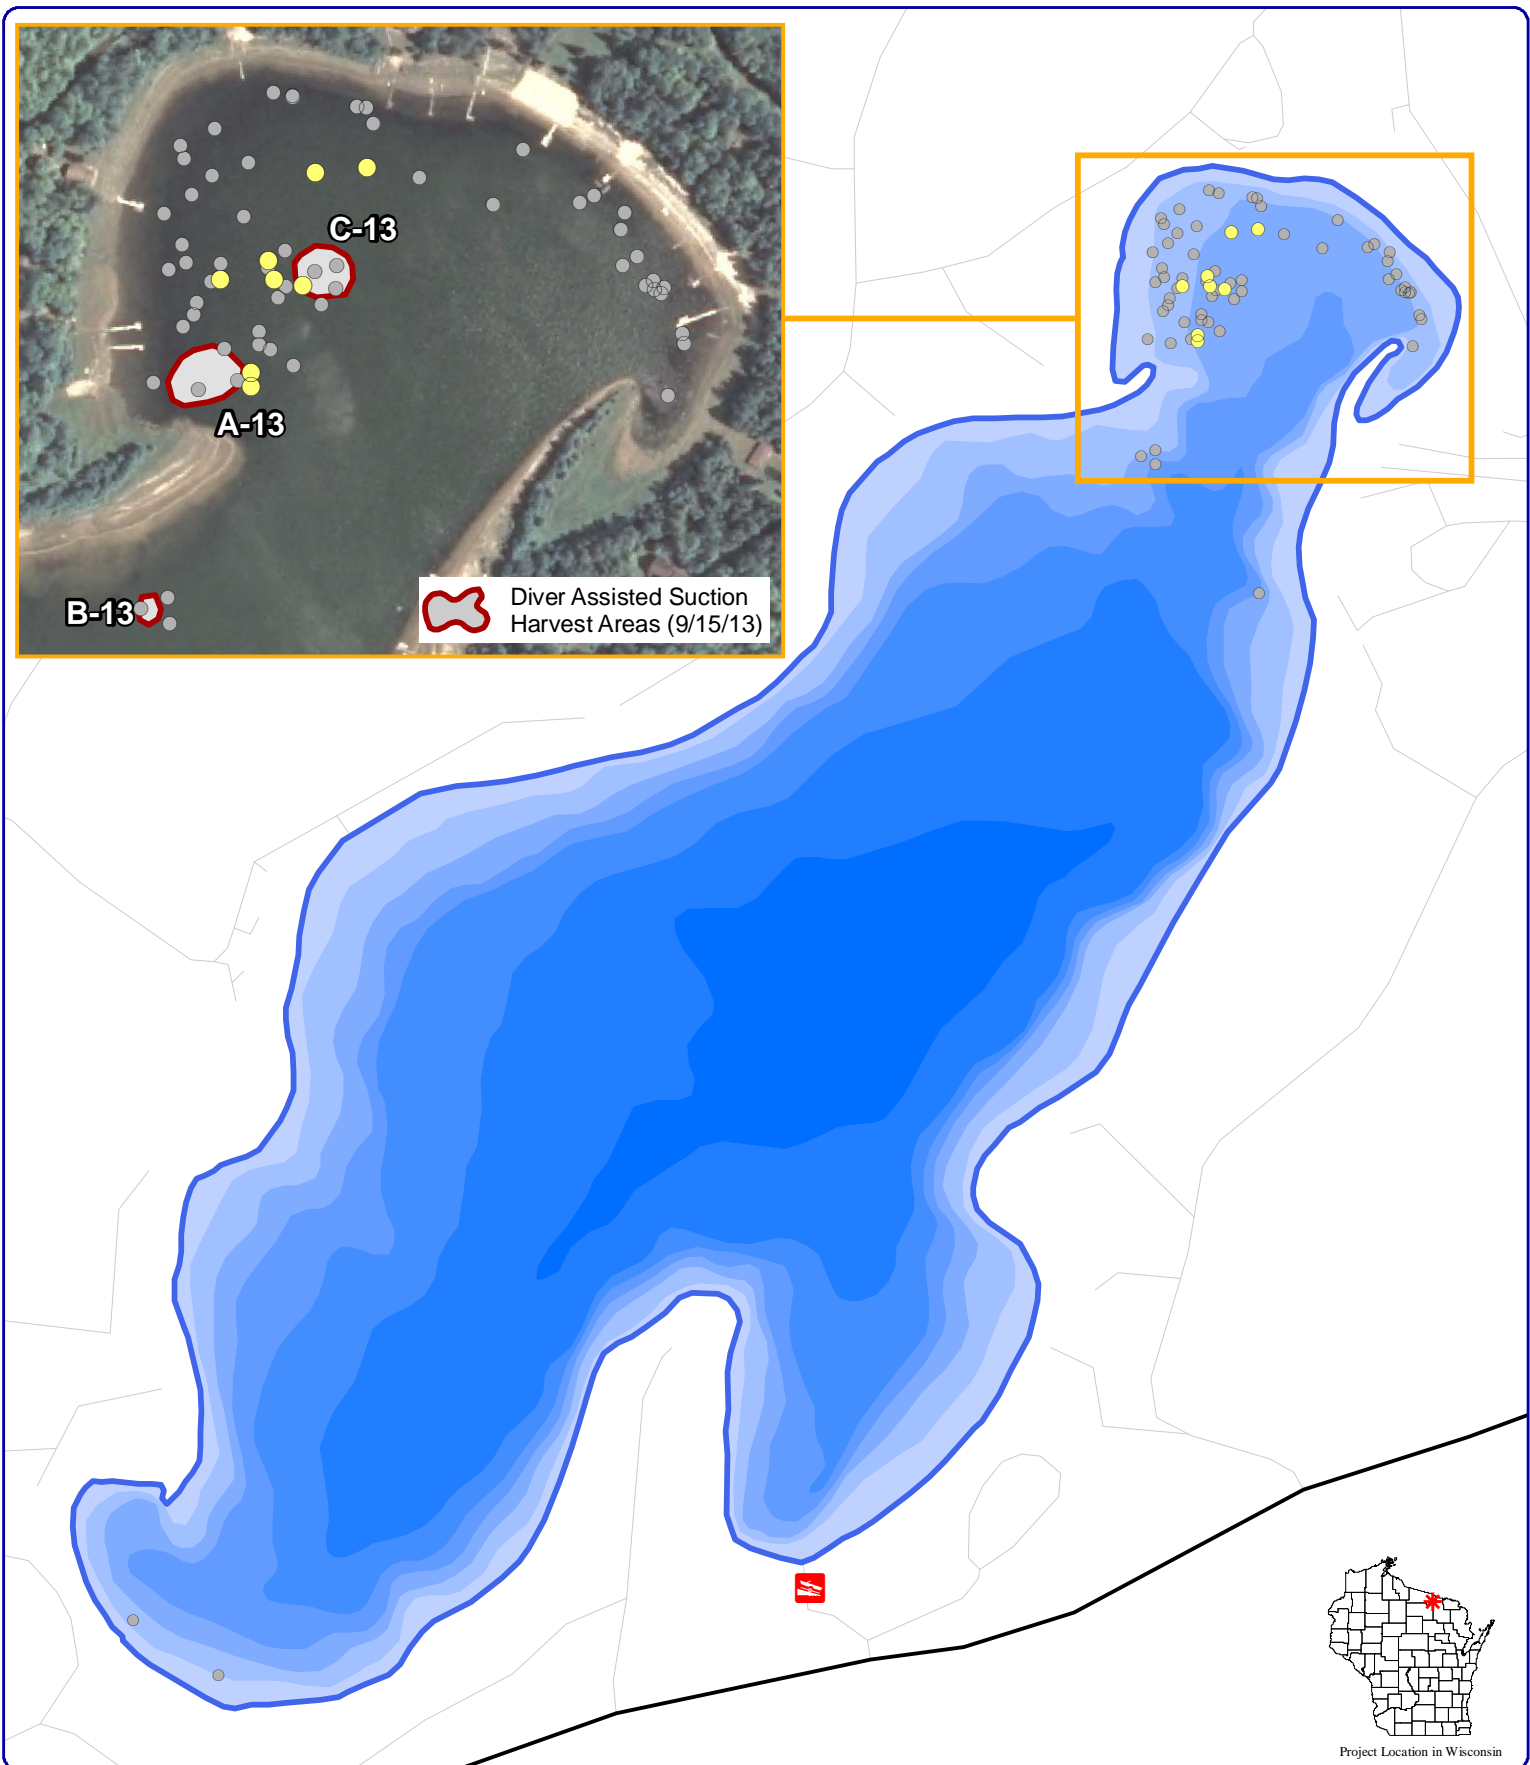 C-13
A-13
B-13
Diver Assisted Suction
Harvest Areas (9/15/13)
Project Location in Wisconsin